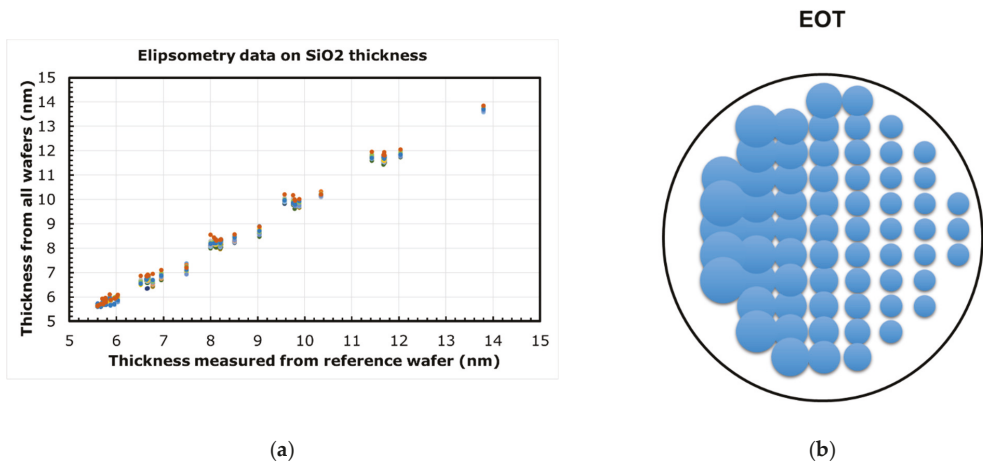 Elipsometry data on SiO2 thickness
Thickness from all wafers (nm)
15
14
13
12
11
10
9
8
7
6
5
5 6 7 8 9 10 11 12 13 14 15
Thickness measured from reference wafer (nm)
(a)
EOT
(b)